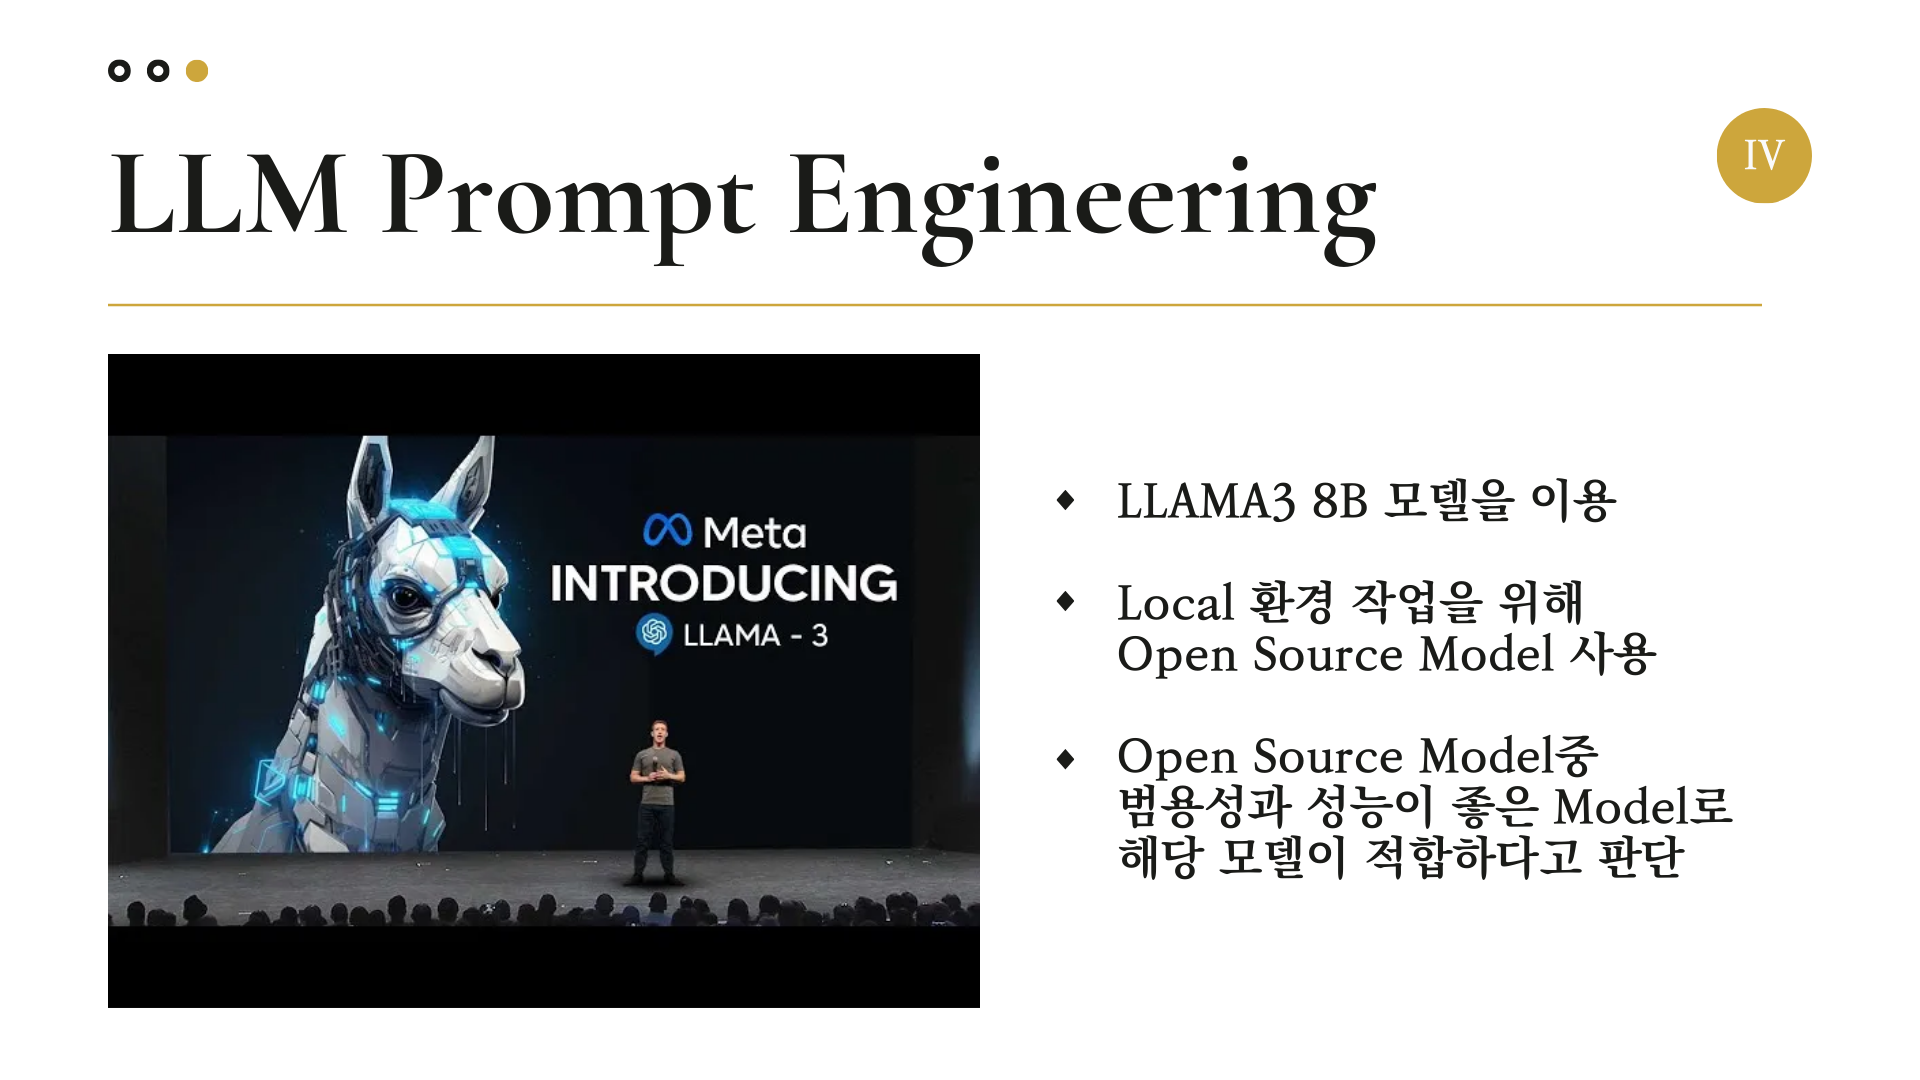 LLM Prompt Engineering
IV
Meta
INTRODUCING
LLAMA - 3
LLAMA3 8B 모델을 이용
Local 환경 작업을 위해
Open Source Model 사용
Open Source Model중
범용성과 성능이 좋은 Model로
해당 모델이 적합하다고 판단